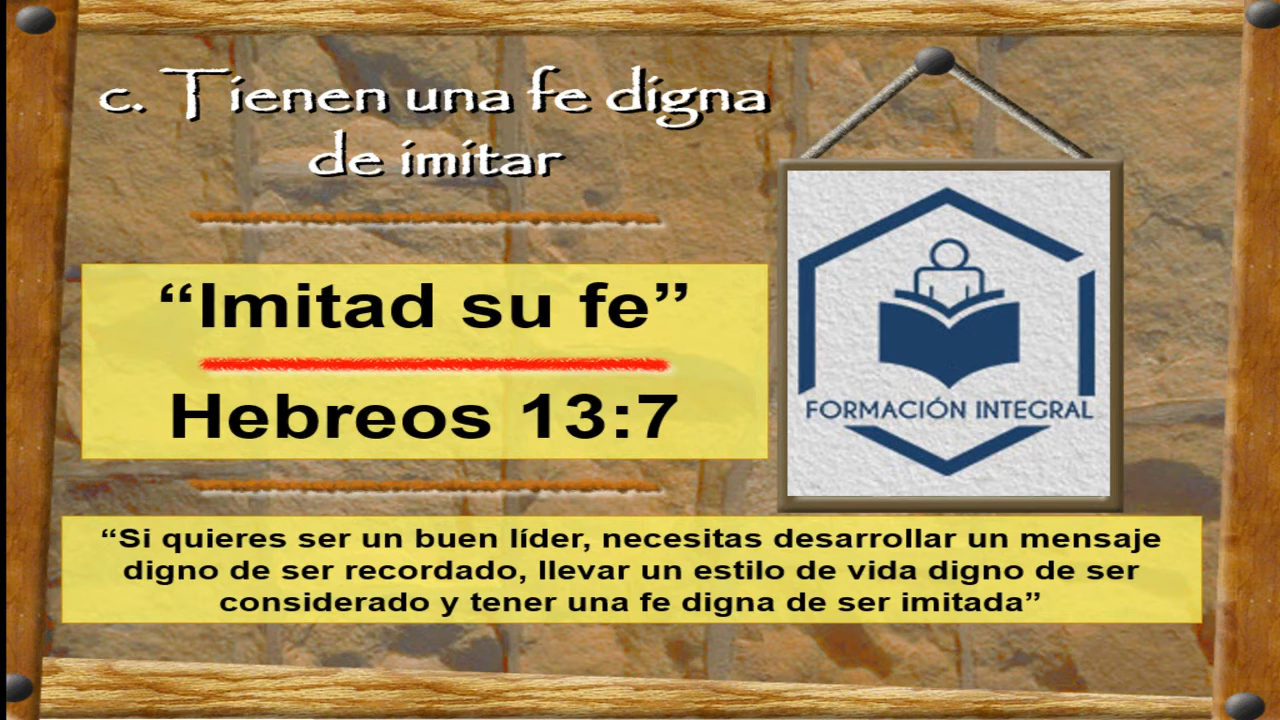 c. Tienen una fe digna
de imitar
“Imitad su fe”
Hebreos 13:7
FORMACIÓN INTEGRAL
“Si quieres ser un buen líder, necesitas desarrollar un mensaje
digno de ser recordado, llevar un estilo de vida digno de ser
considerado y tener una fe digna de ser imitada”